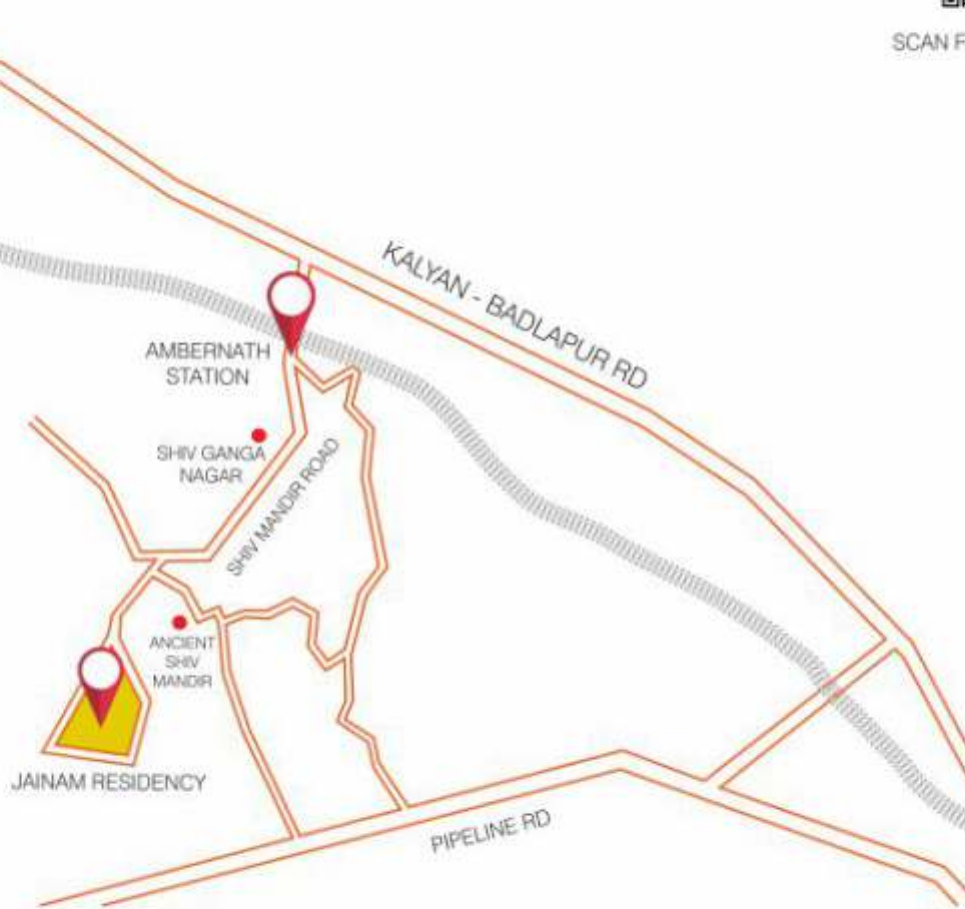 SCAN F
KALYAN - BADLAPUR RD
AMBERNATH
STATION
SHIV GANGA
NAGAR
SHIV MANDIR ROAD
ANCIENT
SHIV
MANDIR
JAINAM RESIDENCY
PIPELINE RD